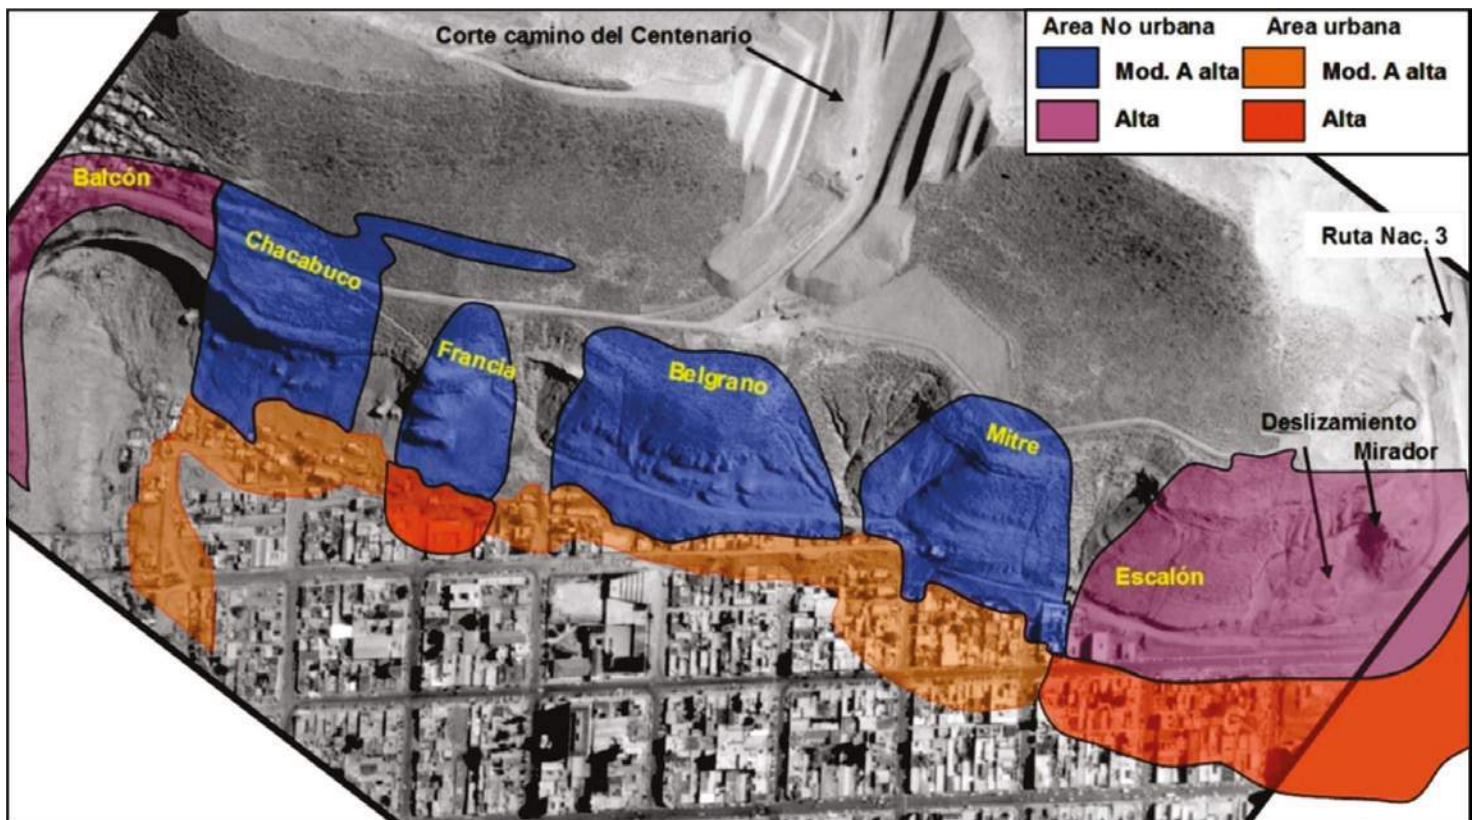 Corte camino del Centenario
Area No urbana
Area urbana
Mod. A alta
Mod. A alta
Alta
Alta
Balcón
Chacabuco
Ruta Nac. 3
Francia
Belgrano
Deslizamiento
Mirador
Mitre
Escalón